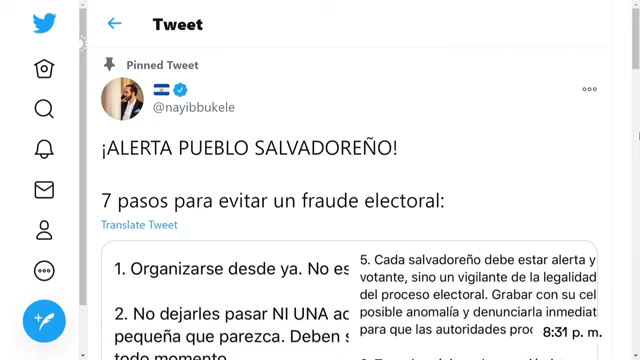 Tweet
Pinned Tweet
@nayibbukele
¡ALERTA PUEBLO SALVADOREÑO!
7 pasos para evitar un fraude electoral:
Translate Tweet
1. Organizarse desde ya. No es
2. No dejarles pasar NI UNA
pequeña que parezca. Deben
todo momento
5. Cada salvadoreño debe estar alerta y
votante, sino un vigilante de la legalidad
del proceso electoral. Grabar con su cel
posible anomalía y denunciarla
para que las autoridades
8:31 p. m.